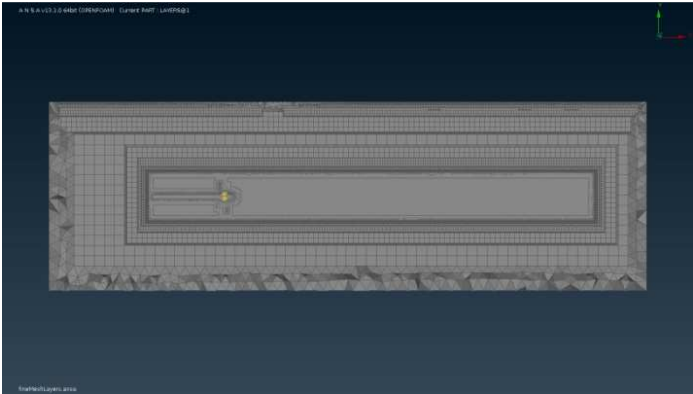 A N S A v13.1.0 64bit (OPENFOAM) Current PART : LAYERS@1
fineMeshLayers.ansa